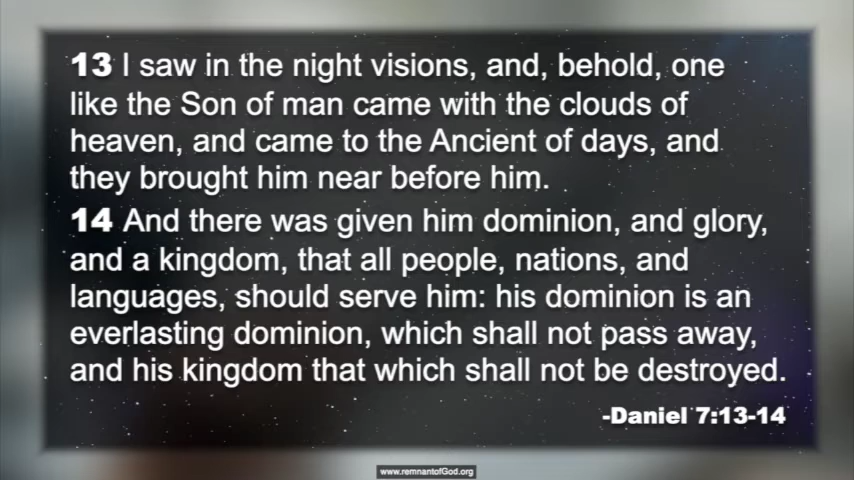 13 I saw in the night visions, and, behold, one
like the Son of man came with the clouds of
heaven, and came to the Ancient of days, and
they brought him near before him.
14 And there was given him dominion, and glory,
and a kingdom, that all people, nations, and
languages, should serve him: his dominion is an
everlasting dominion, which shall not pass away,
and his kingdom that which shall not be destroyed.
-Daniel 7:13-14
www.remnantofGod.org